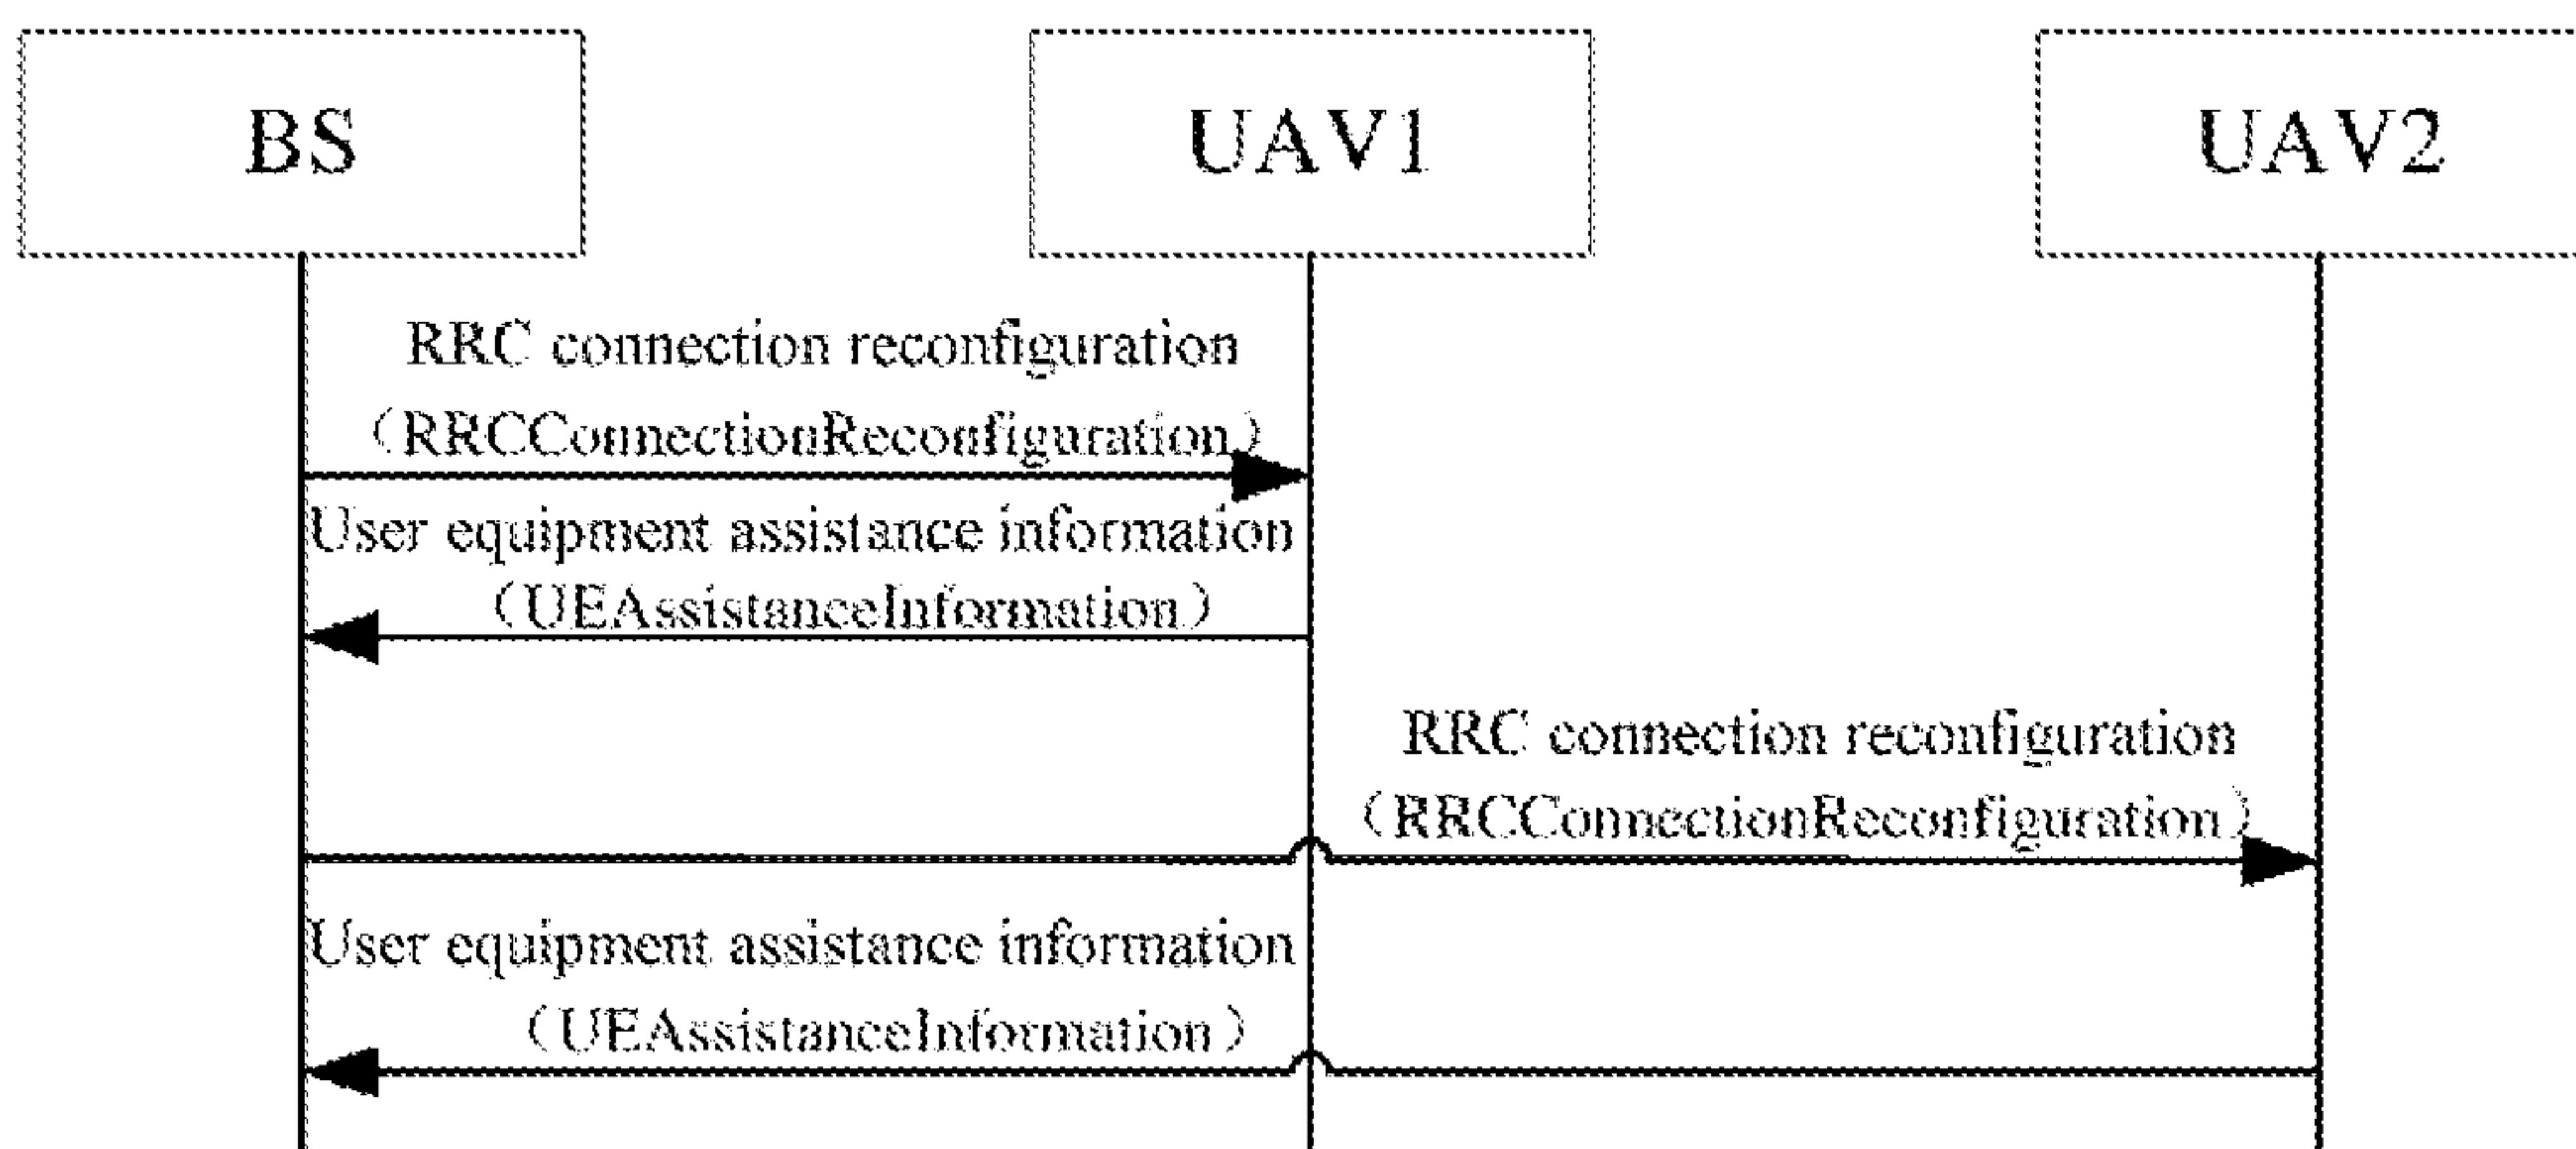 BS
UAV1
UAV2
RRC connection reconfiguration
（RRCConnectionReconfiguration）
User equipment assistance information
（UEAssistanceInformation）
RRC connection reconfiguration
（RRCConnectionReconfiguration）
User equipment assistance information
（UEAssistanceInformation）